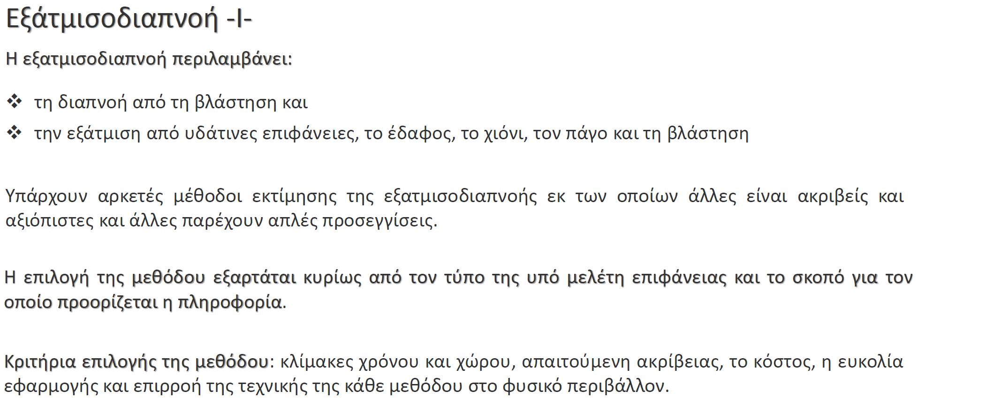 Εξάτμισοδιαπνοή -Ι-
Η εξατμισοδιαπνοή περιλαμβάνει:
❖ τη διαπνοή από τη βλάστηση και
❖ την εξάτμιση από υδάτινες επιφάνειες, το έδαφος, το χιόνι, τον πάγο και τη βλάστηση
Υπάρχουν αρκετές μέθοδοι εκτίμησης της εξατμισοδιαπνοής εκ των οποίων άλλες είναι ακριβείς και
αξιόπιστες και άλλες παρέχουν απλές προσεγγίσεις.
Η επιλογή της μεθόδου εξαρτάται κυρίως από τον τύπο της υπό μελέτη επιφάνειας και το σκοπό για τον
οποίο προορίζεται η πληροφορία.
Κριτήρια επιλογής της μεθόδου: κλίμακες χρόνου και χώρου, απαιτούμενη ακρίβειας, το κόστος, η ευκολία
εφαρμογής και επιρροή της τεχνικής της κάθε μεθόδου στο φυσικό περιβάλλον.